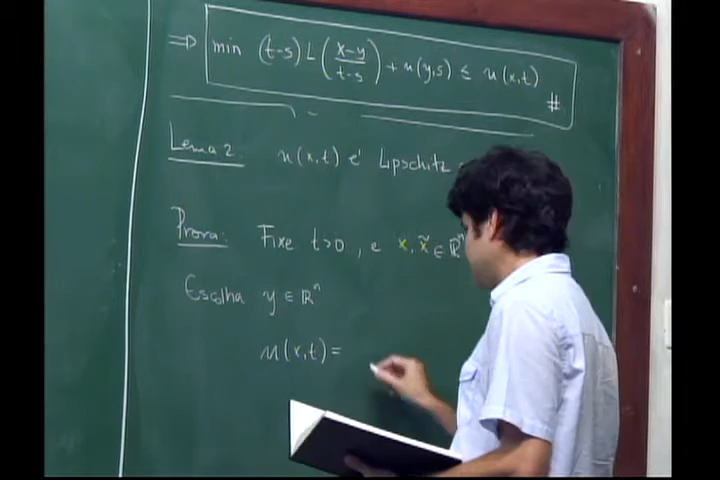 ⇒ min (t-s) L ( x-y / t-s ) + u(y,s) ≤ u(x,t)
#
Lema 2. u(x,t) é Lipschitz
Prova: Fixe t>0, e x, x̃ ∈ ℝⁿ
Escolha y ∈ ℝⁿ
u(x,t) =